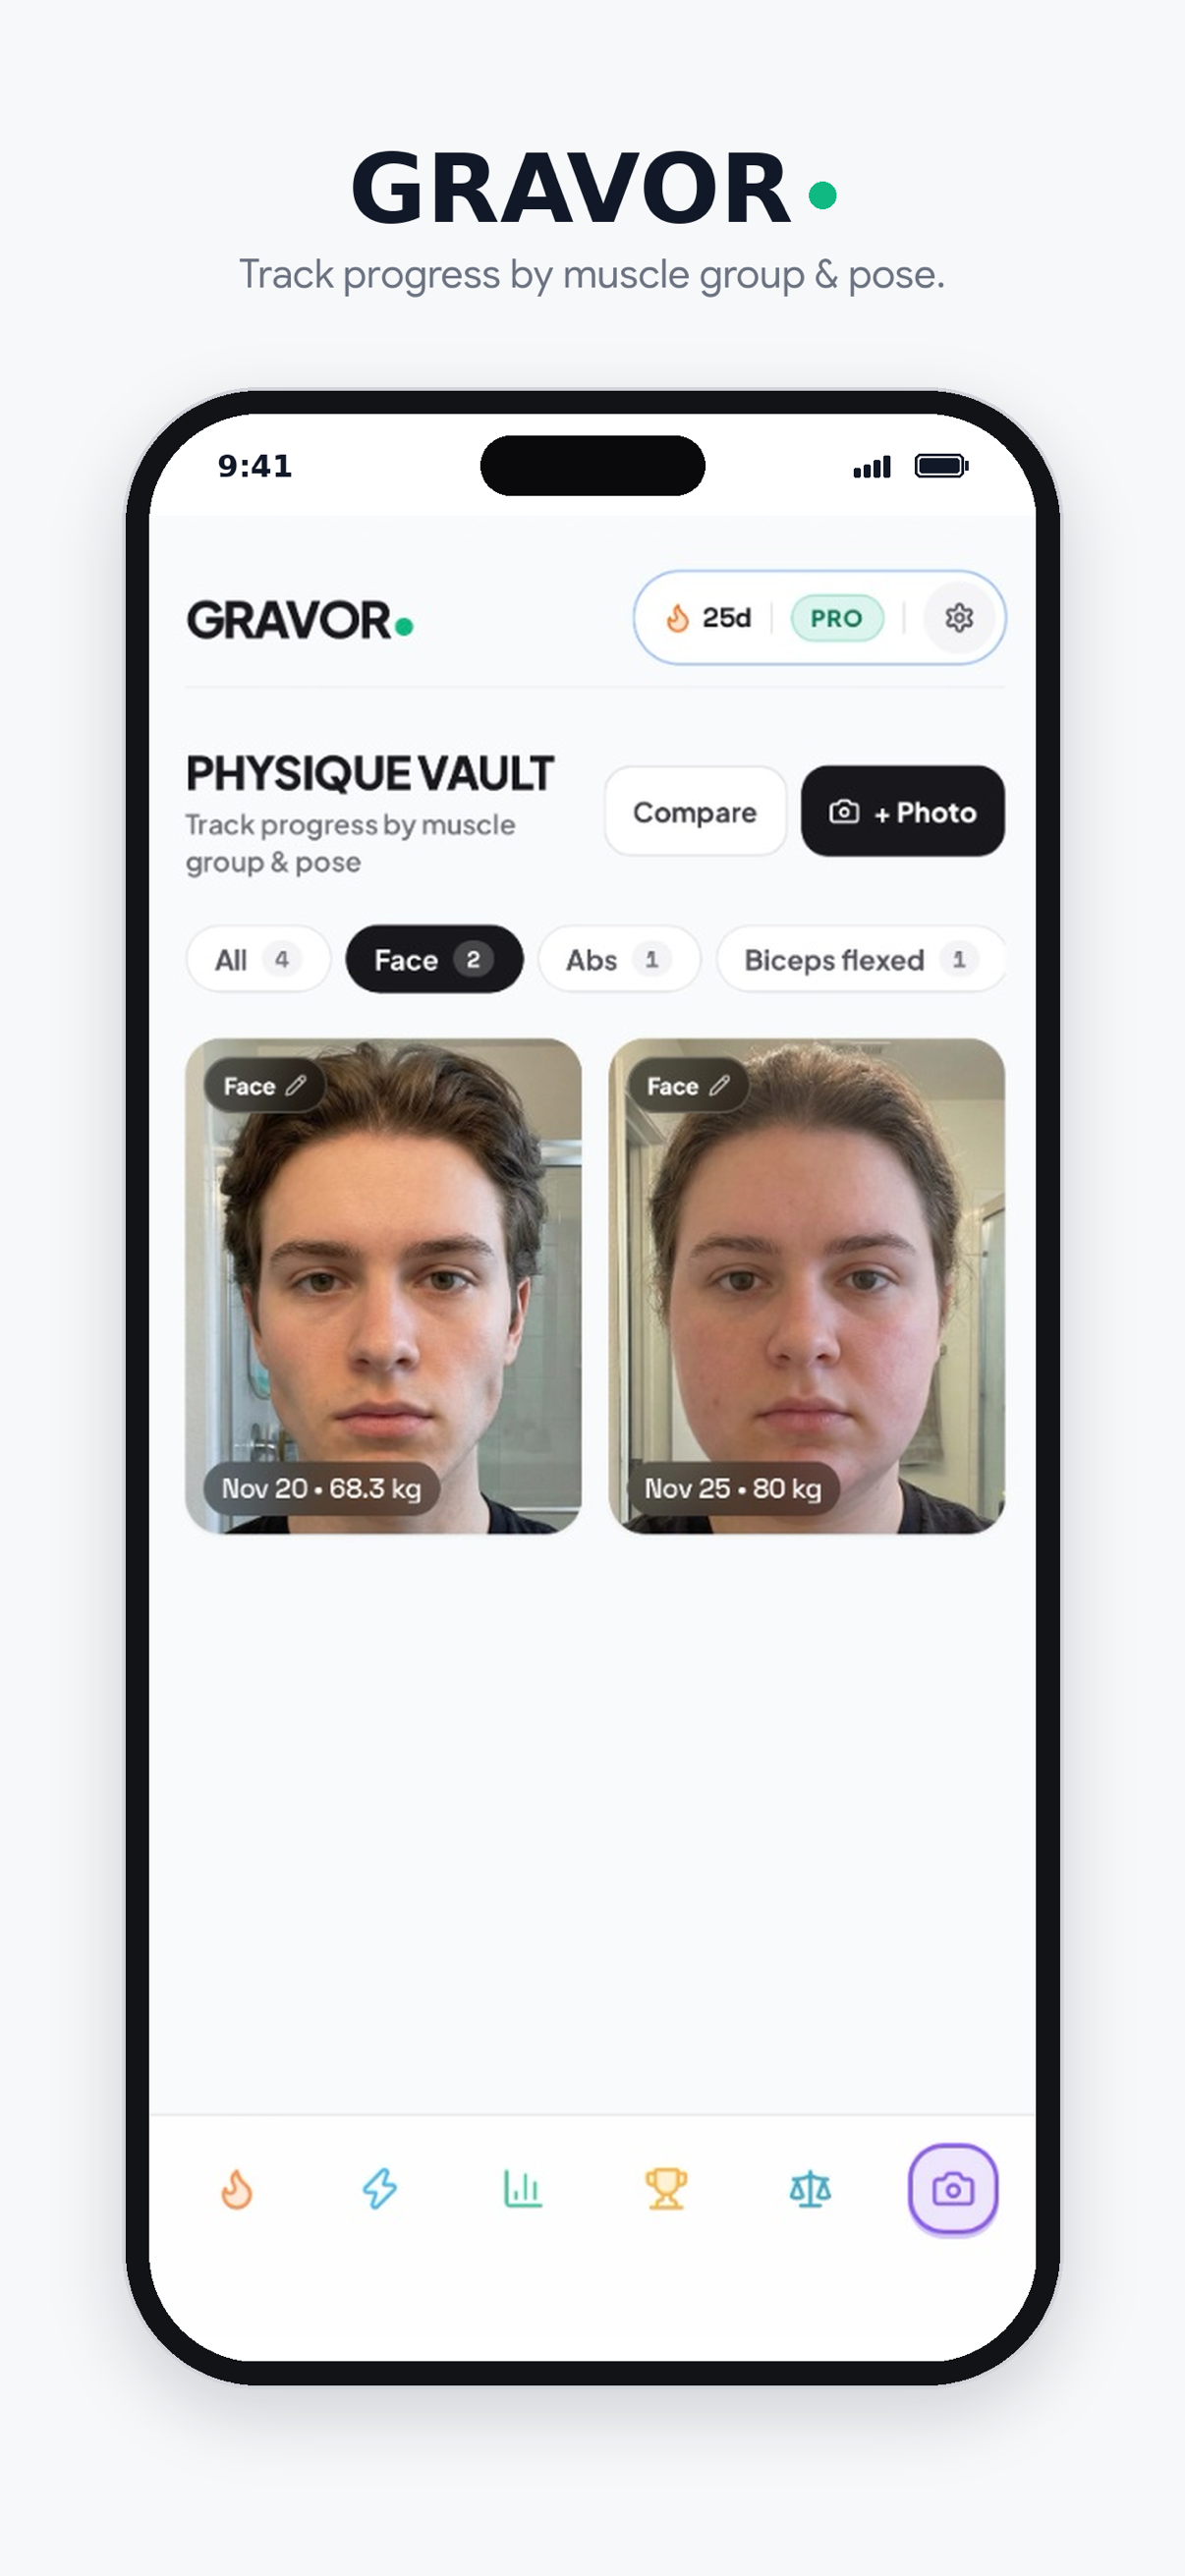 GRAVOR
Track progress by muscle group & pose.
9:41
GRAVOR
25d
PRO
PHYSIQUE VAULT
Compare
+ Photo
Track progress by muscle
group & pose
All 4
Face 2
Abs 1
Biceps flexed 1
Face
Face
Nov 20 • 68.3 kg
Nov 25 • 80 kg